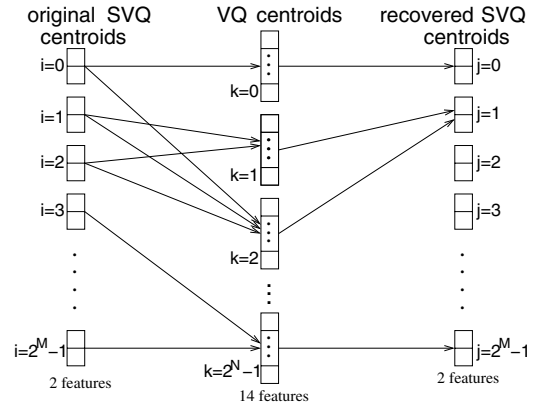 original SVQ centroids
VQ centroids
recovered SVQ centroids
i=0
i=1
i=2
i=3
i=2^M−1
2 features
k=0
k=1
k=2
k=2^N−1
14 features
j=0
j=1
j=2
j=3
j=2^M−1
2 features